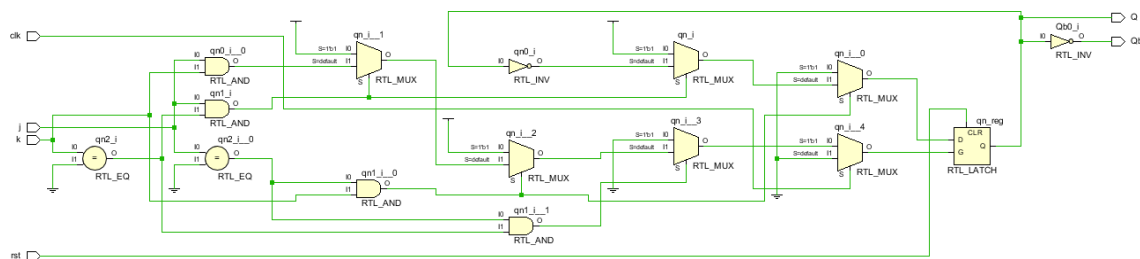 clk
j
k
rst
qn0_i__0
I0
I1
O
RTL_AND
qn1_i
I0
I1
O
RTL_AND
qn2_i
I0
I1
O
=
RTL_EQ
qn2_i__0
I0
I1
O
=
RTL_EQ
qn_i__1
S=1'b1
I0
S=default
I1
O
S
RTL_MUX
qn1_i__0
I0
I1
O
RTL_AND
qn0_i
I0
O
RTL_INV
qn_i__2
S=1'b1
I0
S=default
I1
O
S
RTL_MUX
qn1_i__1
I0
I1
O
RTL_AND
qn_i
S=1'b1
I0
S=default
I1
O
S
RTL_MUX
qn_i__3
S=1'b1
I0
S=default
I1
O
S
RTL_MUX
qn_i__0
S=1'b1
I0
S=default
I1
O
S
RTL_MUX
qn_i__4
S=1'b1
I0
S=default
I1
O
S
RTL_MUX
qn_reg
CLR
D
G
Q
RTL_LATCH
Qb0_i
I0
O
RTL_INV
Q
Qb